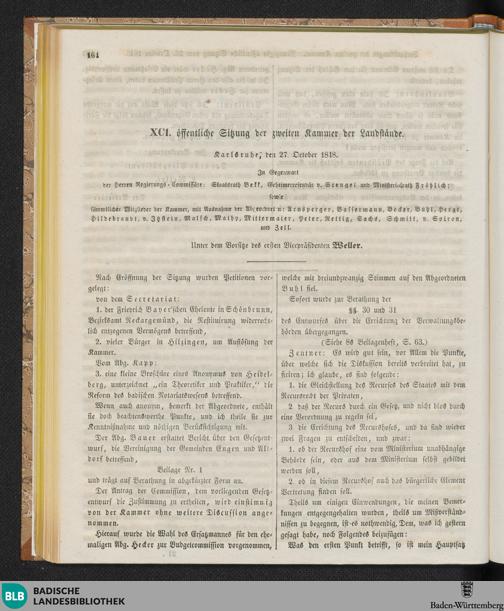 164
XCI. öffentliche Sitzung der zweiten Kammer der Landstände.
Karlsruhe, den 27. October 1848.
In Gegenwart
der Herren Regierungs-Commissäre: Staatsrath Bekk, Geheimereferendär v. Stengel und Ministerialrath Fröhlich;
sowie
sämmtlicher Mitglieder der Kammer, mit Ausnahme der Abgeordneten: Arnsperger, Bassermann, Becker, Buhl,
Hildebrandt, v. Itzstein, Malsch, Mathy, Mittermaier, Peter, Rettig, Sachs, Schmitt, v. Soiron,
und Zell.
Unter dem Vorsitze des ersten Vicepräsidenten Weller.
Nach Eröffnung der Sitzung wurden Petitionen vor-
gelegt:
von dem Secretariat:
1. der Friedrich Bayer'schen Eheleute in Schönbrunn,
Bezirksamt Neckargemünd, die Restituirung widerrecht-
lich entzogenen Vermögens betreffend,
2. vieler Bürger in Hilzingen, um Auflösung der
Kammer.
Vom Abg. Kapp:
3. eine kleine Broschüre eines Anonymus von Heidel-
berg, unterzeichnet „ein Theoretiker und Praktiker,“ die
Reform des badischen Notariatswesens betreffend.
Wenn auch anonym, bemerkt der Abgeordnete, enthält
sie doch beachtenswerthe Punkte, und ich theile sie zur
Kenntnißnahme und nöthigen Berücksichtigung mit.
Der Abg. Bauer erstattet Bericht über den Gesetzent-
wurf, die Vereinigung der Gemeinden Engen und Alt-
dorf betreffend,
Beilage Nr. 1
und trägt auf Berathung in abgekürzter Form an.
Der Antrag der Commission, dem vorliegenden Gesetz-
entwurf die Zustimmung zu ertheilen, wird einstimmig
von der Kammer ohne weitere Discussion ange-
nommen.
Hierauf wurde die Wahl des Ersatzmannes für den ehe-
maligen Abg. Hecker zur Budgetcommission vorgenommen,
welche mit dreiundzwanzig Stimmen auf den Abgeordneten
Buhl fiel.
Sofort wurde zur Berathung der
§§. 30 und 31
des Entwurfes über die Errichtung der Verwaltungsbe-
hörden übergegangen.
(Siehe 8s Beilagenheft, S. 63.)
Zentner: Es wird gut sein, vor Allem die Punkte,
über welche sich die Diskussion bereits verbreitet hat, zu
fixiren; ich glaube, es sind folgende:
1. die Gleichstellung des Recurses des Staates mit dem
Recursrecht der Privaten,
2. daß der Recurs durch ein Gesetz, und nicht blos durch
eine Verordnung zu regeln sei,
3. die Errichtung des Recurshofes, und da sind wieder
zwei Fragen zu entscheiden, und zwar:
1. ob der Recurshof eine vom Ministerium unabhängige
Behörde sein, oder aus dem Ministerium selbst gebildet
werden soll,
2. ob in diesem Recurshof auch das bürgerliche Element
Vertretung finden soll.
Theils um einigen Einwendungen, die meinen Bemer-
kungen entgegengehalten wurden, theils um Mißverständ-
nissen zu begegnen, ist es nothwendig, Dem, was ich gestern
gesagt habe, noch Folgendes beizufügen:
Was den ersten Punkt betrifft, so ist mein Hauptsatz
BLB BADISCHE
LANDESBIBLIOTHEK
Baden-Württemberg